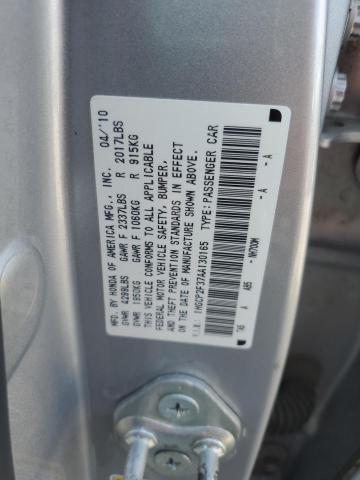 MFD. BY HONDA OF AMERICA MFG., INC. 04/'10
GVWR 4299LBS GAWR F 2337LBS R 2017LBS
GVWR 1950KG GAWR F 1060KG R 915KG
THIS VEHICLE CONFORMS TO ALL APPLICABLE
FEDERAL MOTOR VEHICLE SAFETY, BUMPER,
AND THEFT PREVENTION STANDARDS IN EFFECT
ON THE DATE OF MANUFACTURE SHOWN ABOVE.
V.I.N. 1HGCP2F37AA130165 TYPE: PASSENGER CAR
A - A - A